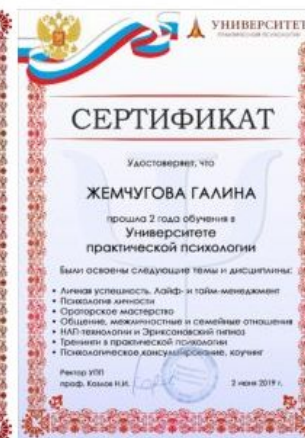 УНИВЕРСИТЕТ
ПРАКТИЧЕСКОЙ ПСИХОЛОГИИ
СЕРТИФИКАТ
Удостоверяет, что
ЖЕМЧУГОВА ГАЛИНА
прошла 2 года обучения в
Университете
практической психологии
Были освоены следующие темы и дисциплины:
• Личная успешность. Лайф- и тайм-менеджмент
• Психология личности
• Ораторское мастерство
• Общение, межличностные и семейные отношения
• НЛП-технологии и Эриксоновский гипноз
• Тренинги в практической психологии
• Психологическое консультирование, коучинг
Ректор УПП
проф. Козлов Н.И.
2 июня 2019 г.